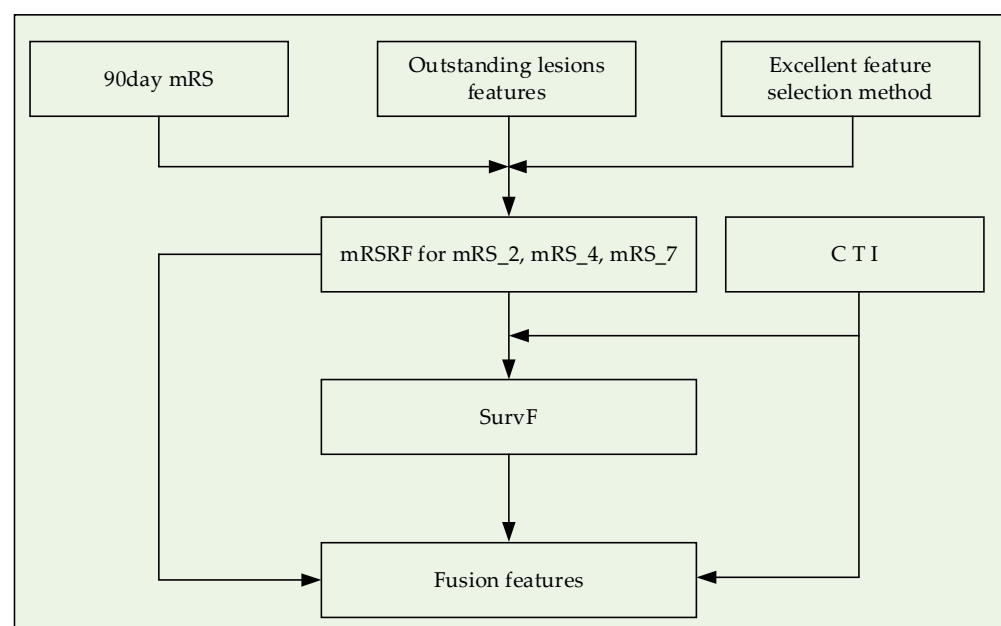 90day mRS
Outstanding lesions
features
Excellent feature
selection method
mRSRF for mRS_2, mRS_4, mRS_7
C T I
SurvF
Fusion features